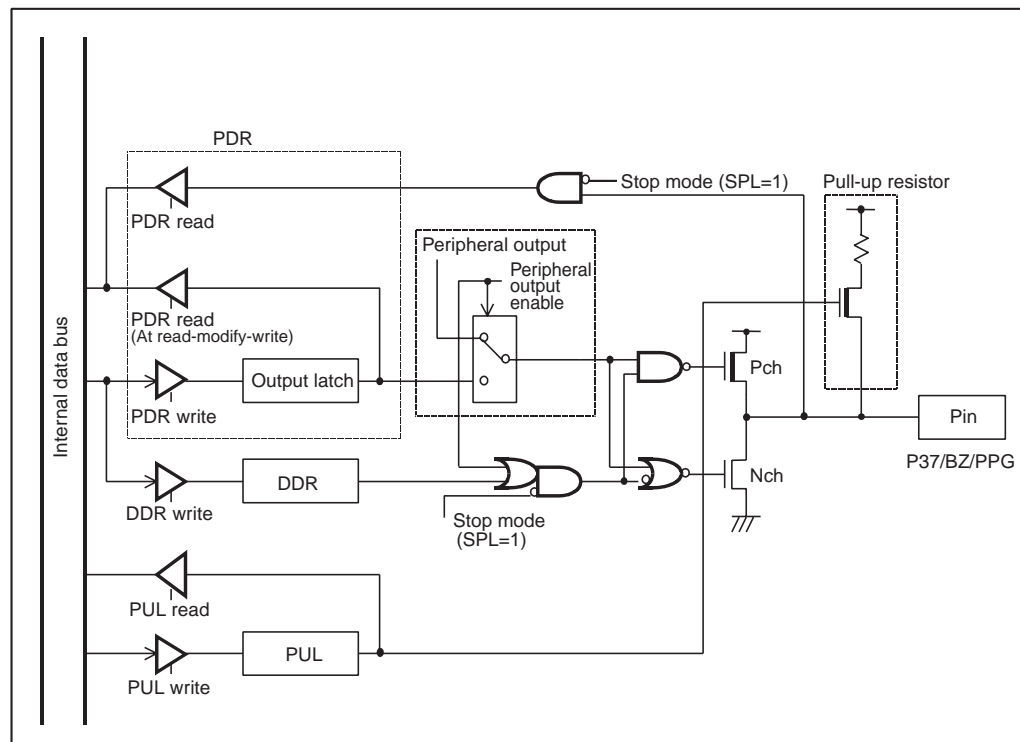 PDR
Stop mode (SPL=1)
Pull-up resistor
PDR read
Peripheral output
Peripheral
output
enable
PDR read
(At read-modify-write)
Internal data bus
Output latch
PDR write
Pch
Pin
P37/BZ/PPG
DDR
Nch
DDR write
Stop mode
(SPL=1)
PUL read
PUL
PUL write